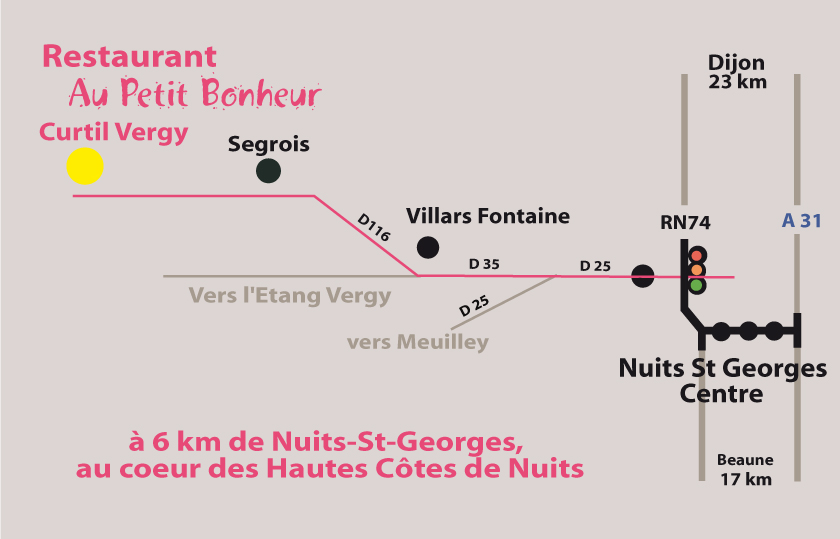 Restaurant
Au Petit Bonheur
Curtil Vergy
Segrois
Dijon
23 km
D116
Villars Fontaine
RN74
A 31
D 35
D 25
Vers l'Etang Vergy
D 25
vers Meuilley
Nuits St Georges
Centre
à 6 km de Nuits-St-Georges,
au coeur des Hautes Côtes de Nuits
Beaune
17 km